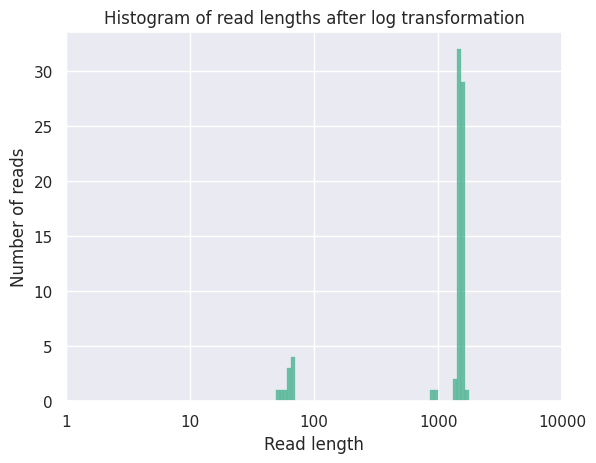 Histogram of read lengths after log transformation
Number of reads
30
25
20
15
10
5
0
1 10 100 1000 10000
Read length